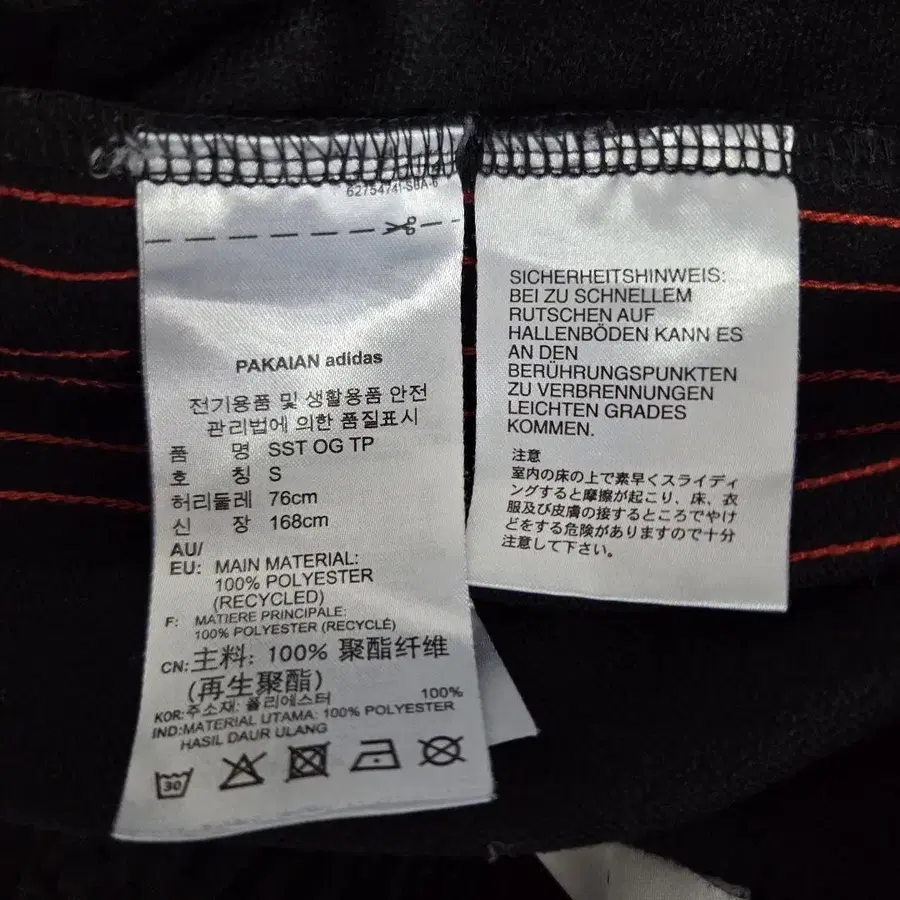 62754741-SBA-6
PAKAIAN adidas
전기용품 및 생활용품 안전
관리법에 의한 품질표시
품 명 SST OG TP
호 칭 S
허리둘레 76cm
신 장 168cm
AU/
EU: MAIN MATERIAL:
100% POLYESTER
(RECYCLED)
F: MATIERE PRINCIPALE:
100% POLYESTER (RECYCLÉ)
CN: 主料: 100% 聚酯纤维
(再生聚酯)
KOR: 주소재: 폴리에스터 100%
IND: MATERIAL UTAMA: 100% POLYESTER
HASIL DAUR ULANG
30
SICHERHEITSHINWEIS:
BEI ZU SCHNELLEM
RUTSCHEN AUF
HALLENBÖDEN KANN ES
AN DEN
BERÜHRUNGSPUNKTEN
ZU VERBRENNUNGEN
LEICHTEN GRADES
KOMMEN.
注意
室内の床の上で素早くスライディ
ングすると摩擦が起こり、床、衣
服及び皮膚の接するところでやけ
どをする危険がありますので十分
注意して下さい。